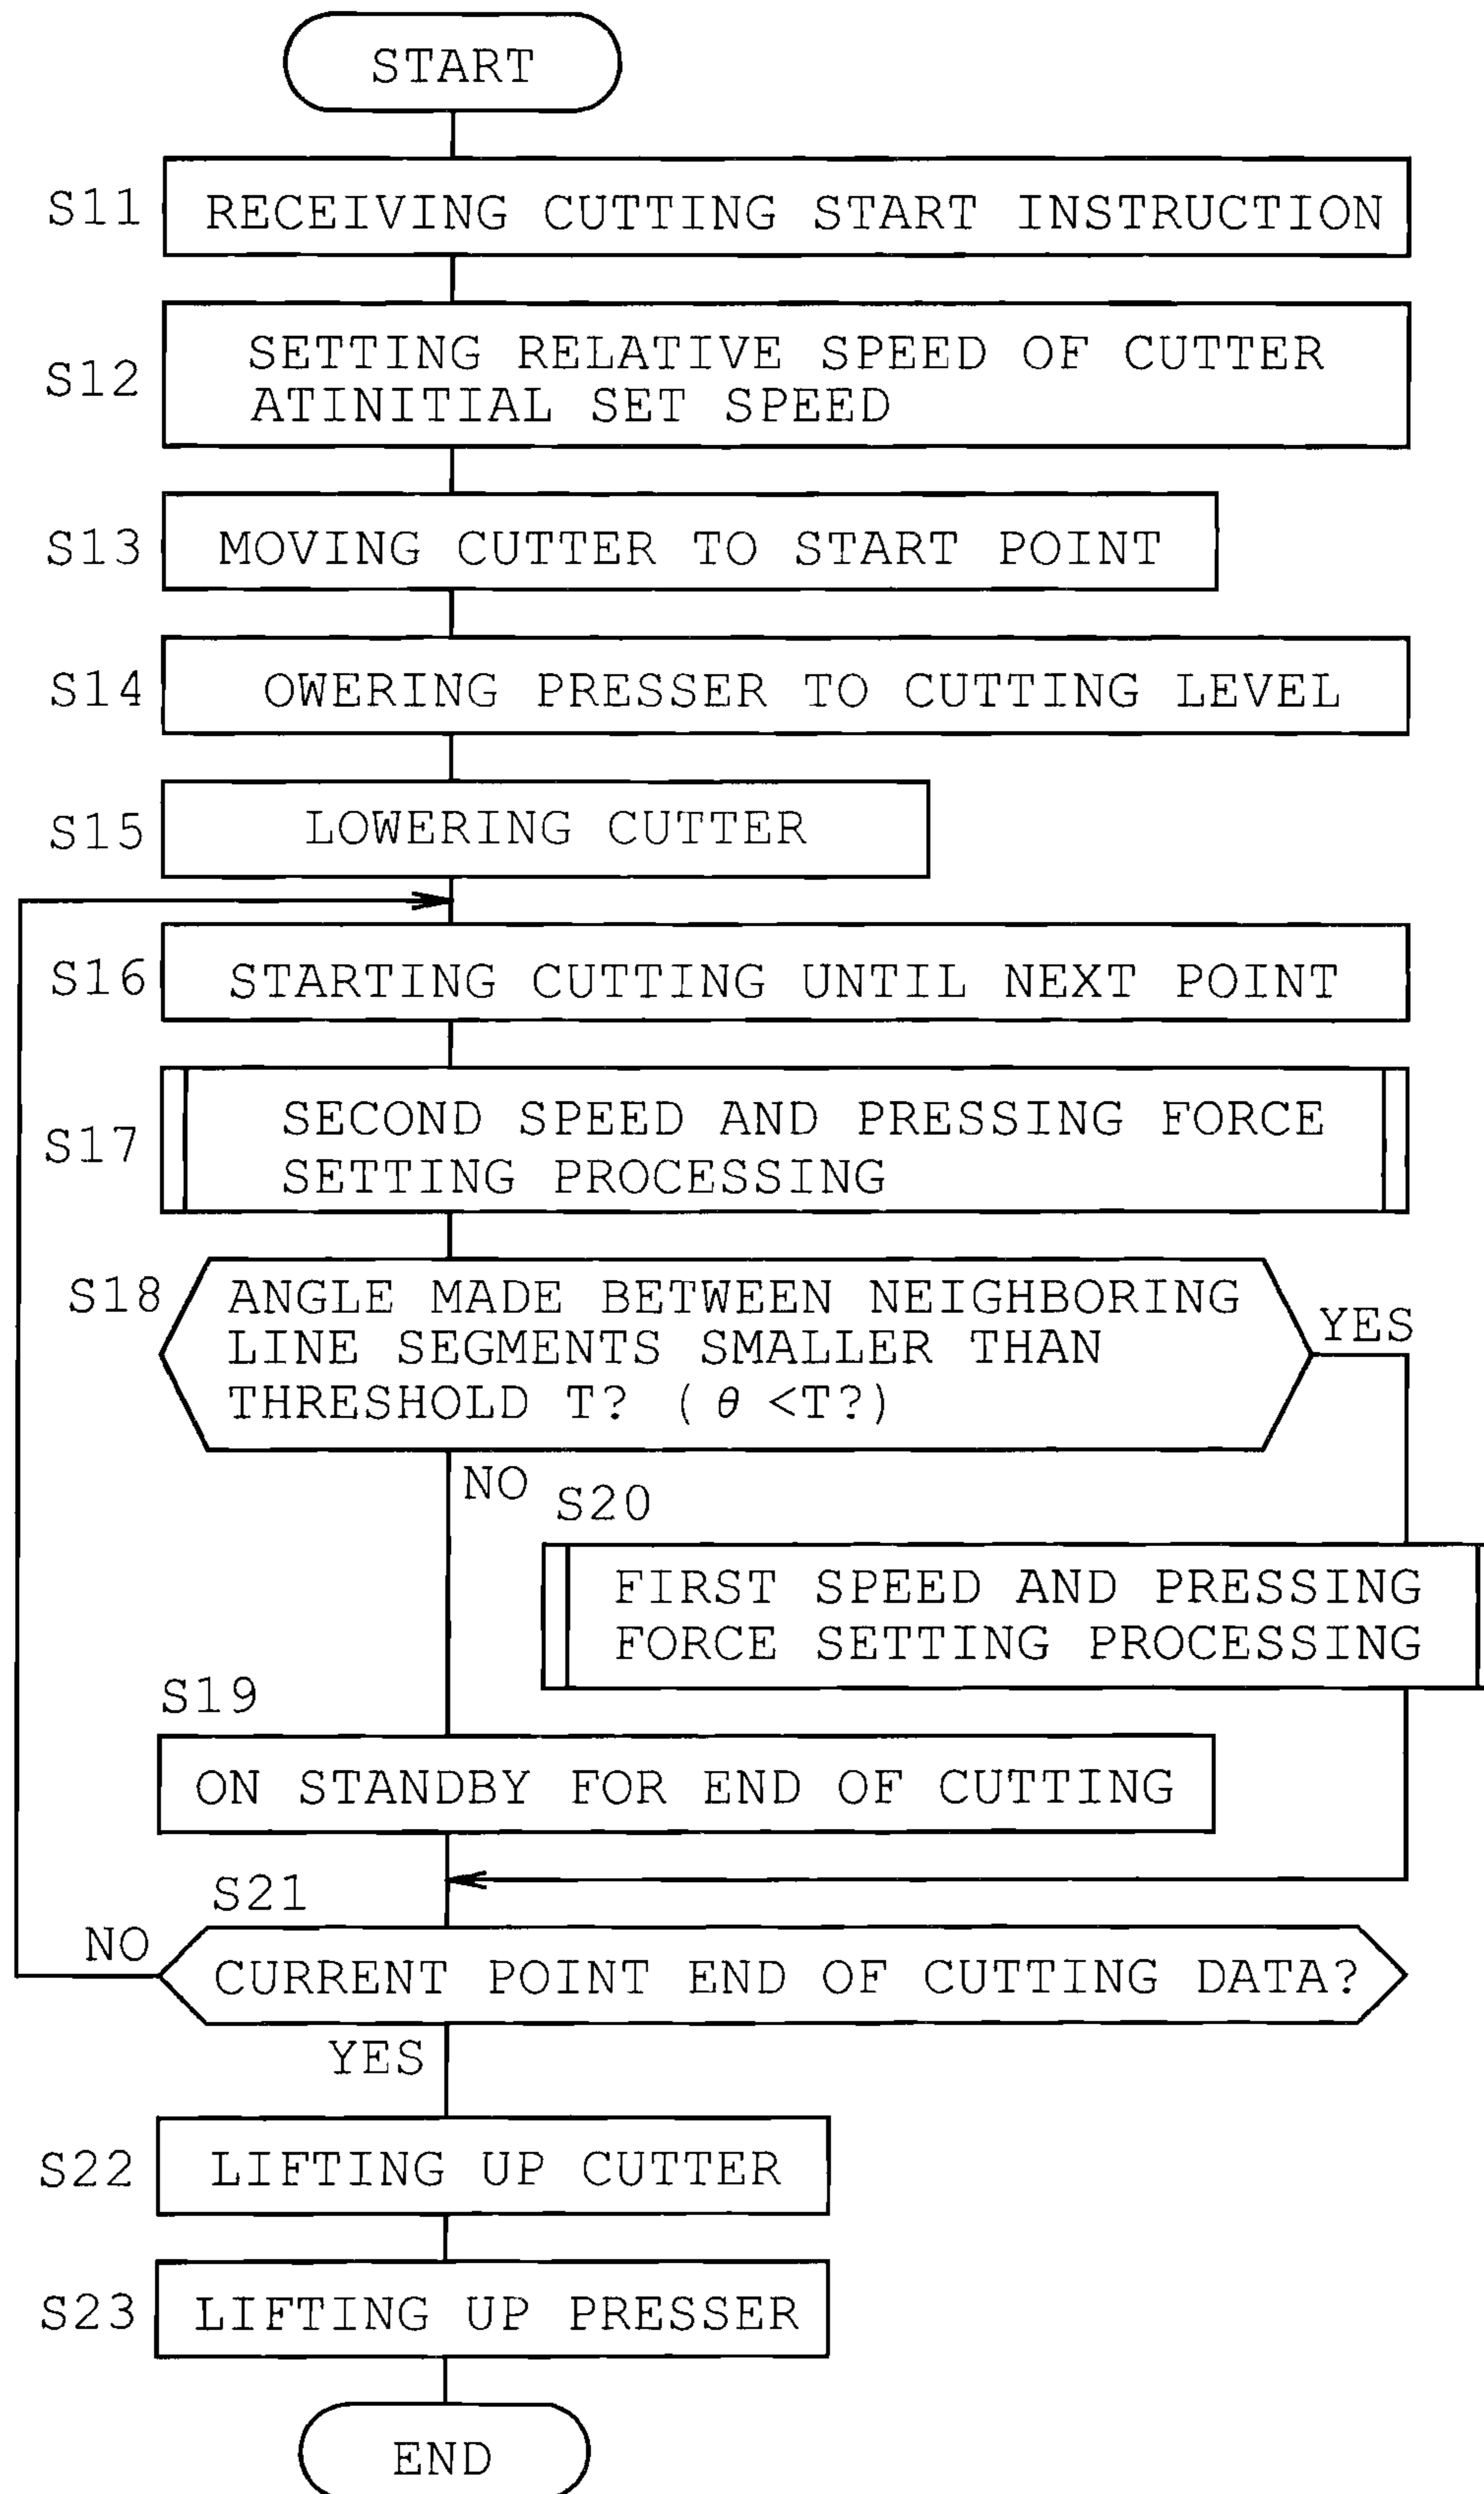 START
S11
RECEIVING CUTTING START INSTRUCTION
S12
SETTING RELATIVE SPEED OF CUTTER
ATINITIAL SET SPEED
S13
MOVING CUTTER TO START POINT
S14
OWERING PRESSER TO CUTTING LEVEL
S15
LOWERING CUTTER
S16
STARTING CUTTING UNTIL NEXT POINT
S17
SECOND SPEED AND PRESSING FORCE
SETTING PROCESSING
S18
ANGLE MADE BETWEEN NEIGHBORING
LINE SEGMENTS SMALLER THAN
THRESHOLD T? (θ<T?)
YES
NO
S20
FIRST SPEED AND PRESSING
FORCE SETTING PROCESSING
S19
ON STANDBY FOR END OF CUTTING
S21
NO
CURRENT POINT END OF CUTTING DATA?
YES
S22
LIFTING UP CUTTER
S23
LIFTING UP PRESSER
END